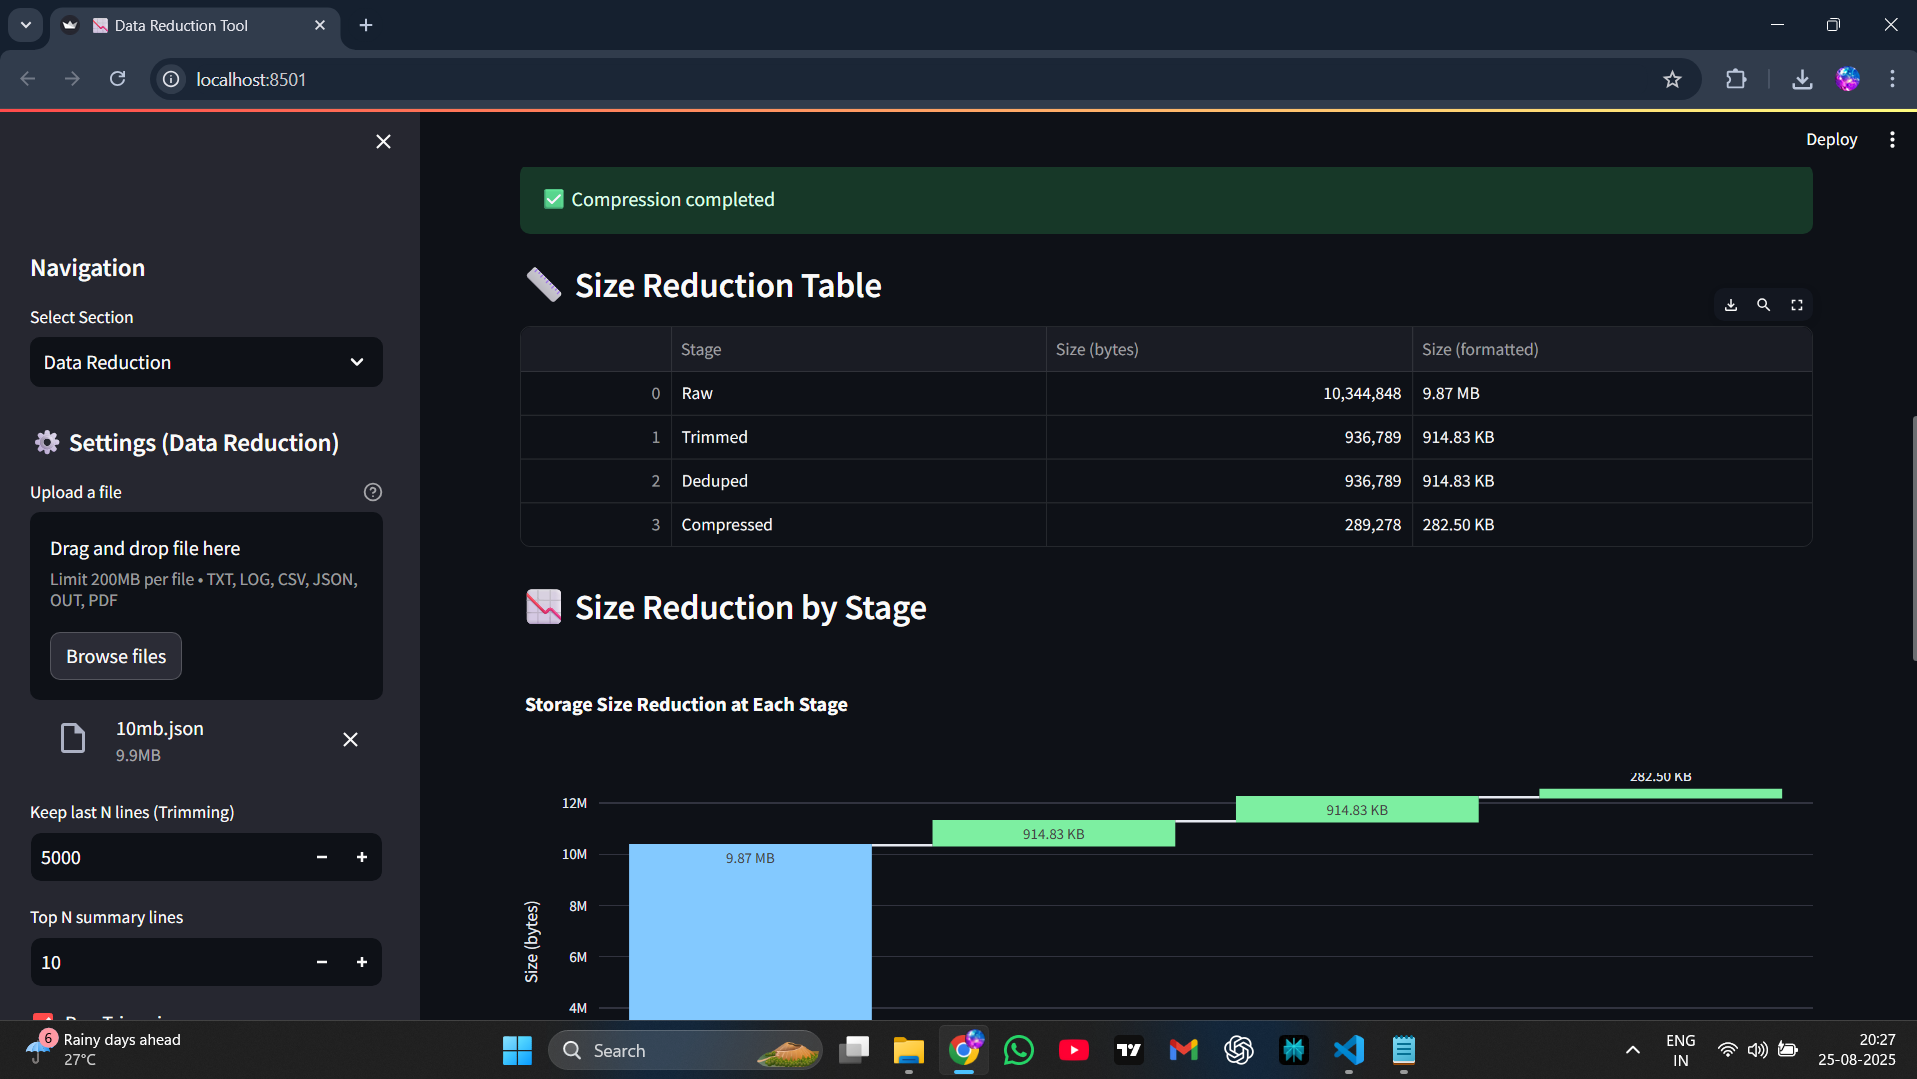 Data Reduction Tool
localhost:8501
Deploy
Navigation
Select Section
Data Reduction
Settings (Data Reduction)
Upload a file
Drag and drop file here
Limit 200MB per file • TXT, LOG, CSV, JSON,
OUT, PDF
Browse files
10mb.json
9.9MB
Keep last N lines (Trimming)
5000
Top N summary lines
10
Compression completed
Size Reduction Table
Stage Size (bytes) Size (formatted)
0 Raw 10,344,848 9.87 MB
1 Trimmed 936,789 914.83 KB
2 Deduped 936,789 914.83 KB
3 Compressed 289,278 282.50 KB
Size Reduction by Stage
Storage Size Reduction at Each Stage
282.50 KB
12M
914.83 KB
914.83 KB
10M
9.87 MB
8M
Size (bytes)
6M
4M
6
Rainy days ahead
27°C
Search
ENG
IN
20:27
25-08-2025